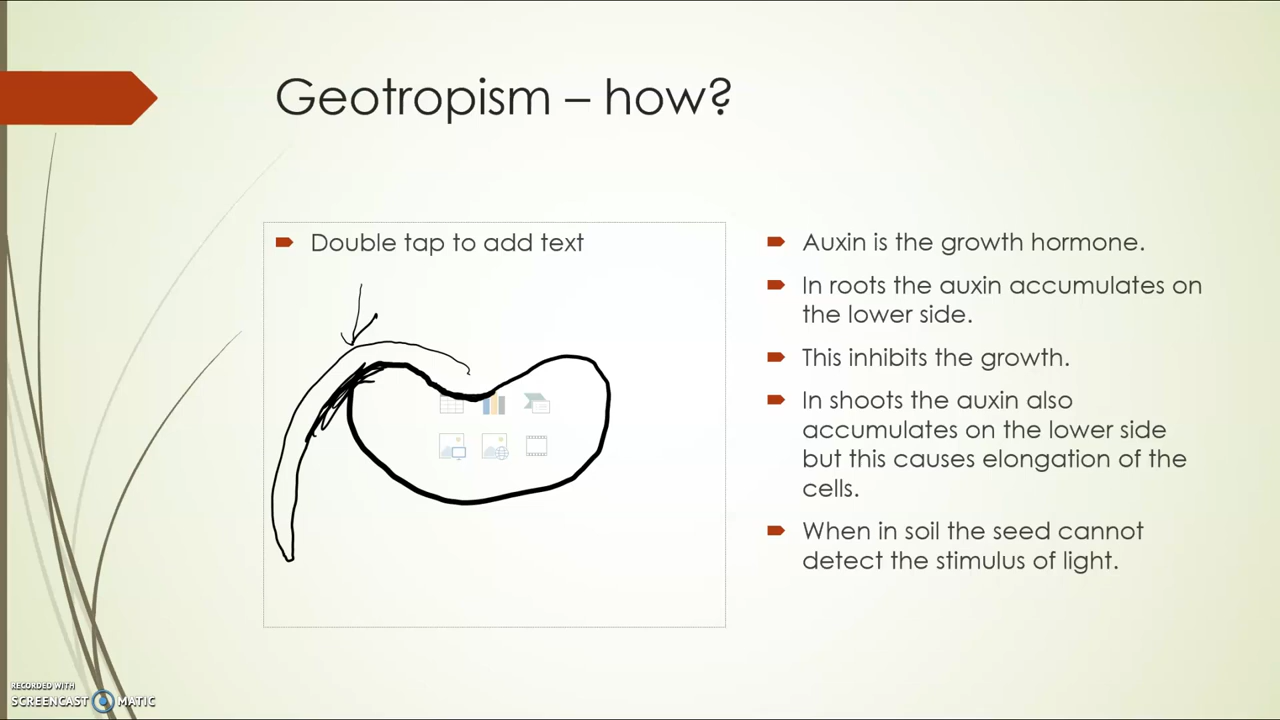 Geotropism – how?
Double tap to add text
Auxin is the growth hormone.
In roots the auxin accumulates on
the lower side.
This inhibits the growth.
In shoots the auxin also
accumulates on the lower side
but this causes elongation of the
cells.
When in soil the seed cannot
detect the stimulus of light.
RECORDED WITH
SCREENCAST MATIC